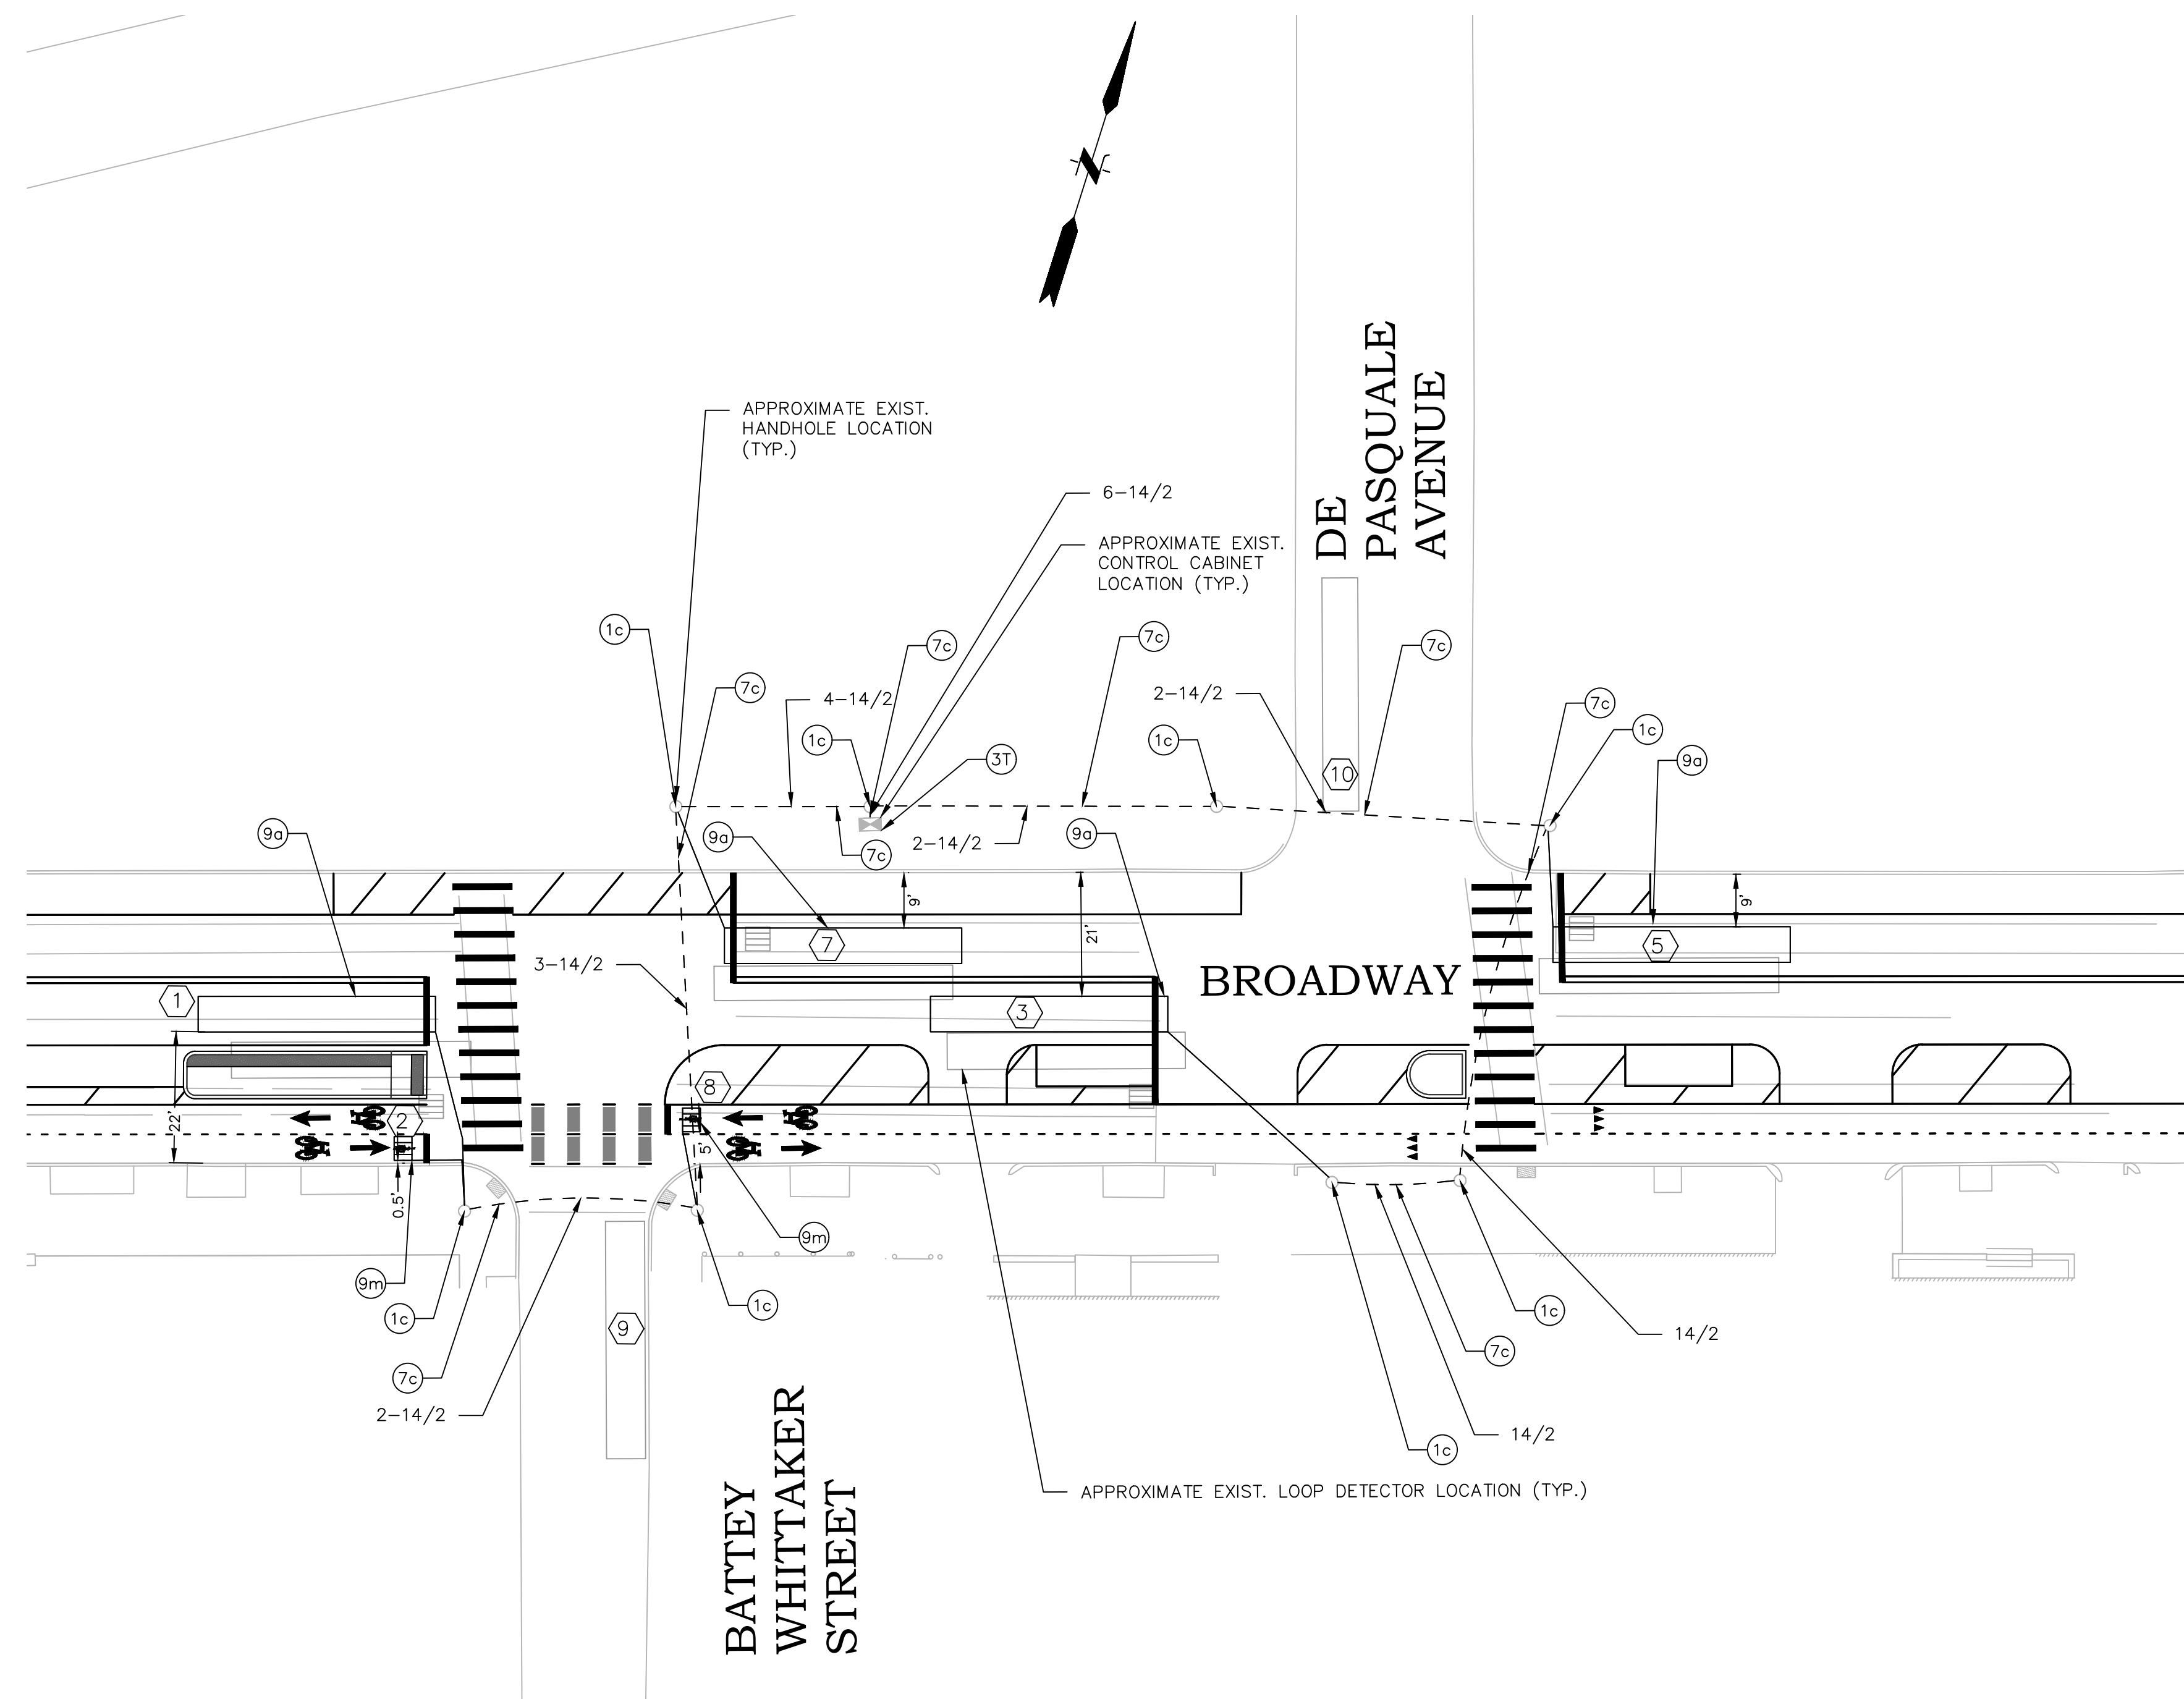 N
APPROXIMATE EXIST.
HANDHOLE LOCATION
(TYP.)
6-14/2
APPROXIMATE EXIST.
CONTROL CABINET
LOCATION (TYP.)
DE
PASQUALE
AVENUE
1c
7c
7c
7c
7c
4-14/2
2-14/2
7c
1c
1c
1c
3T
9a
10
9a
9a
2-14/2
9a
7c
9'
21'
9'
7
5
3-14/2
BROADWAY
1
3
8
22'
2
5'
0.5'
9m
9m
1c
1c
1c
9
7c
14/2
7c
2-14/2
14/2
1c
BATTEY
WHITTAKER
STREET
APPROXIMATE EXIST. LOOP DETECTOR LOCATION (TYP.)